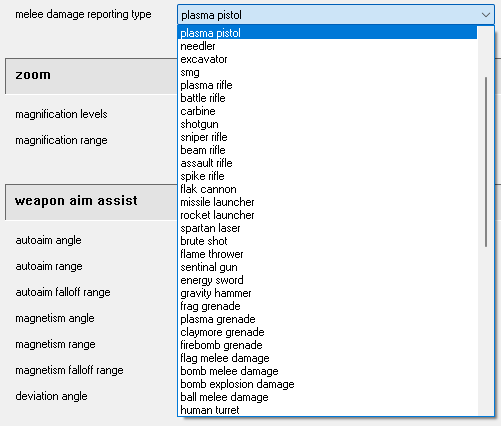 melee damage reporting type
plasma pistol
plasma pistol
needler
excavator
smg
plasma rifle
battle rifle
carbine
shotgun
sniper rifle
beam rifle
assault rifle
spike rifle
flak cannon
missile launcher
rocket launcher
spartan laser
brute shot
flame thrower
sentinal gun
energy sword
gravity hammer
frag grenade
plasma grenade
claymore grenade
firebomb grenade
flag melee damage
bomb melee damage
bomb explosion damage
ball melee damage
human turret
zoom
magnification levels
magnification range
weapon aim assist
autoaim angle
autoaim range
autoaim falloff range
magnetism angle
magnetism range
magnetism falloff range
deviation angle